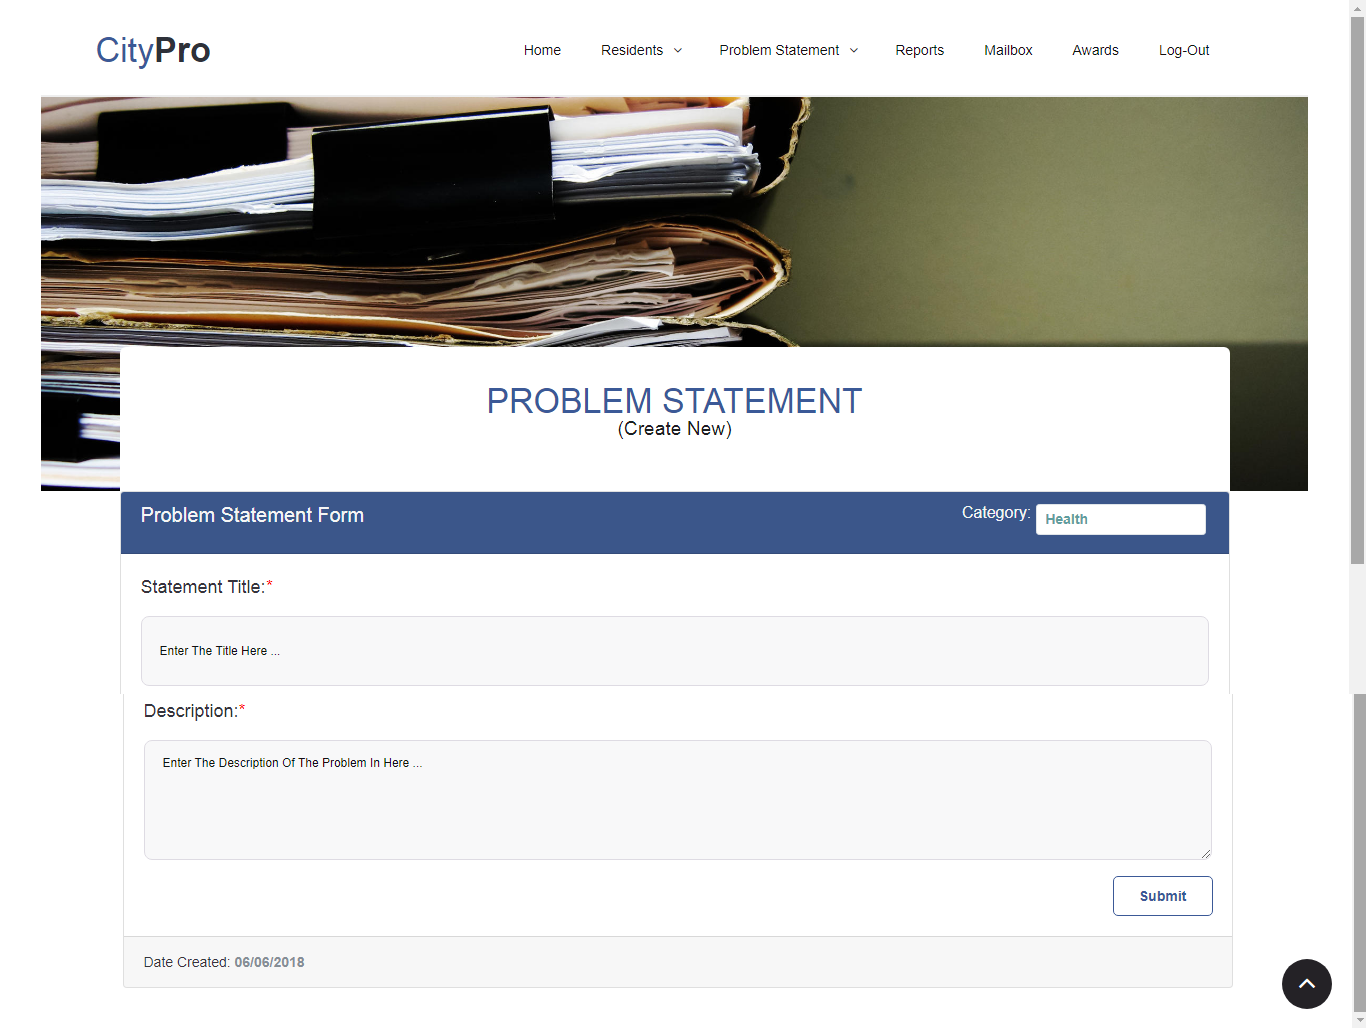 CityPro
Home Residents Problem Statement Reports Mailbox Awards Log-Out
PROBLEM STATEMENT
(Create New)
Problem Statement Form
Category: Health
Statement Title:*
Enter The Title Here ...
Description:*
Enter The Description Of The Problem In Here ...
Submit
Date Created: 06/06/2018